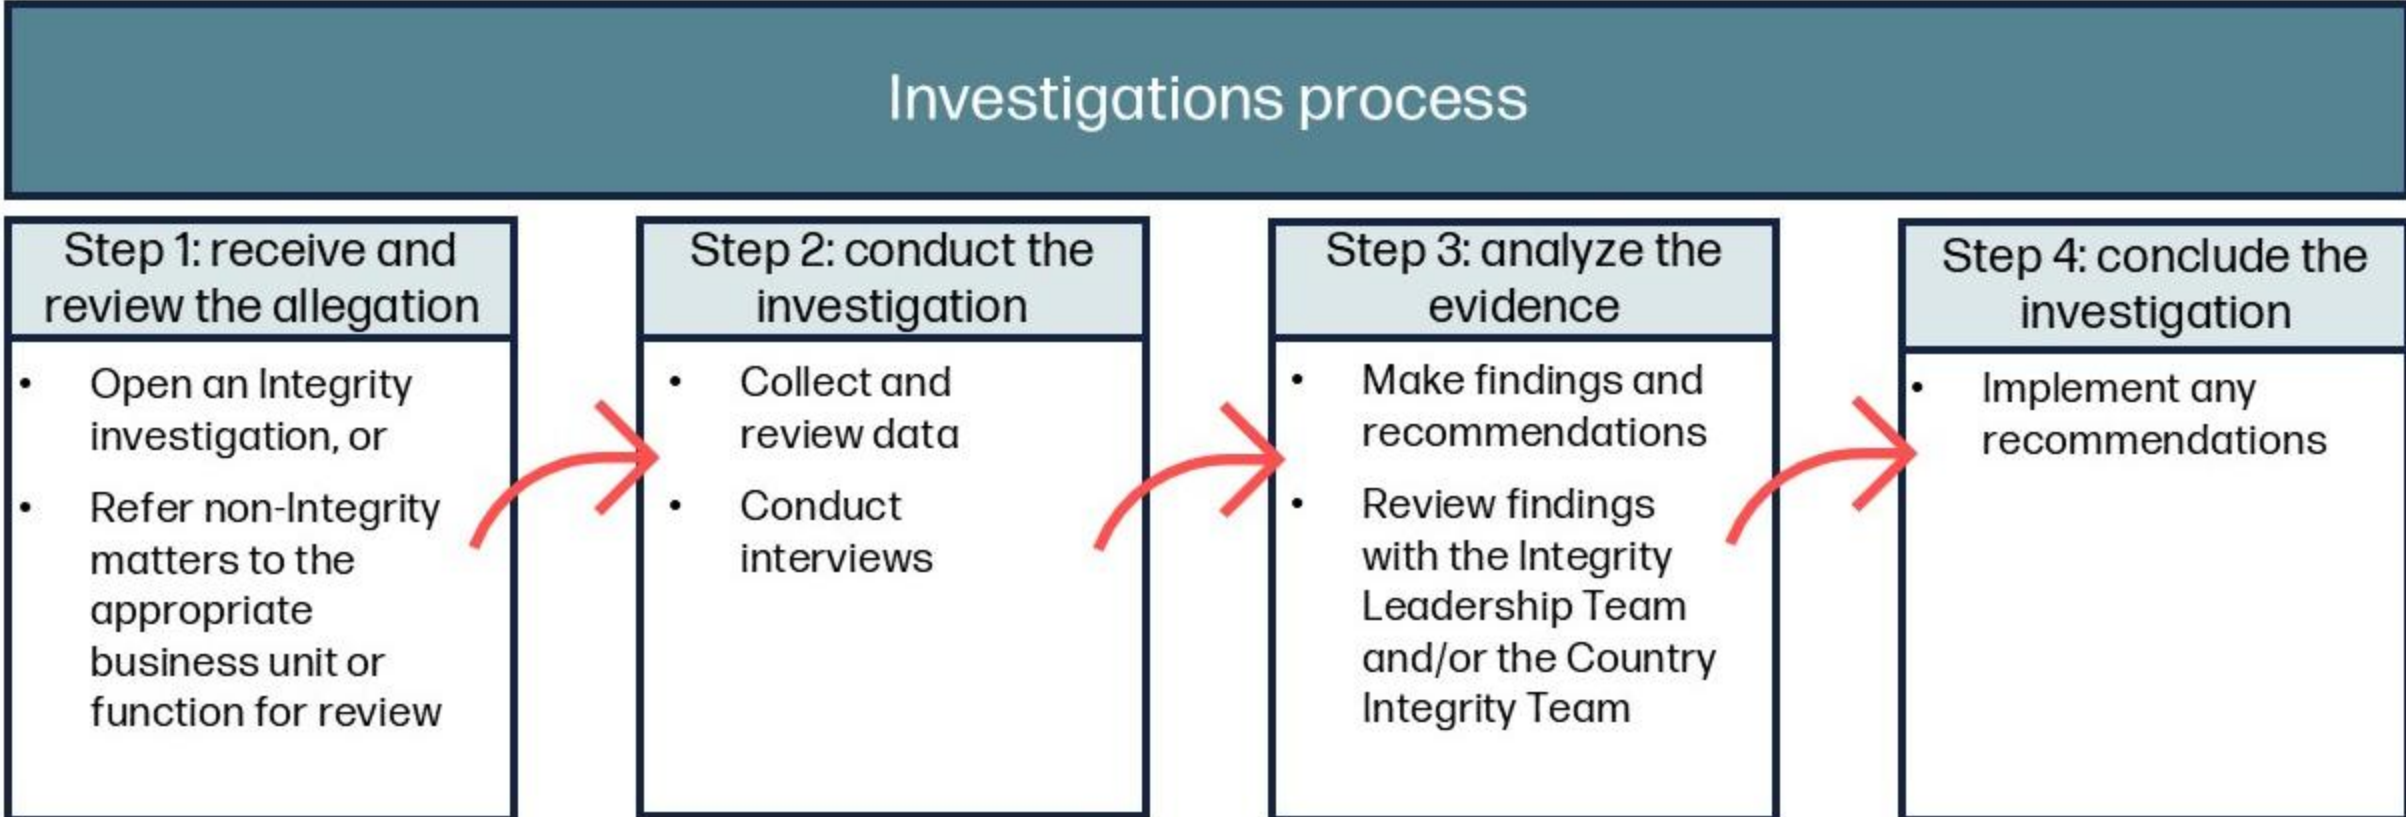 Investigations process
Step 1: receive and
review the allegation
• Open an Integrity
investigation, or
• Refer non-Integrity
matters to the
appropriate
business unit or
function for review
Step 2: conduct the
investigation
• Collect and
review data
• Conduct
interviews
Step 3: analyze the
evidence
• Make findings and
recommendations
• Review findings
with the Integrity
Leadership Team
and/or the Country
Integrity Team
Step 4: conclude the
investigation
• Implement any
recommendations